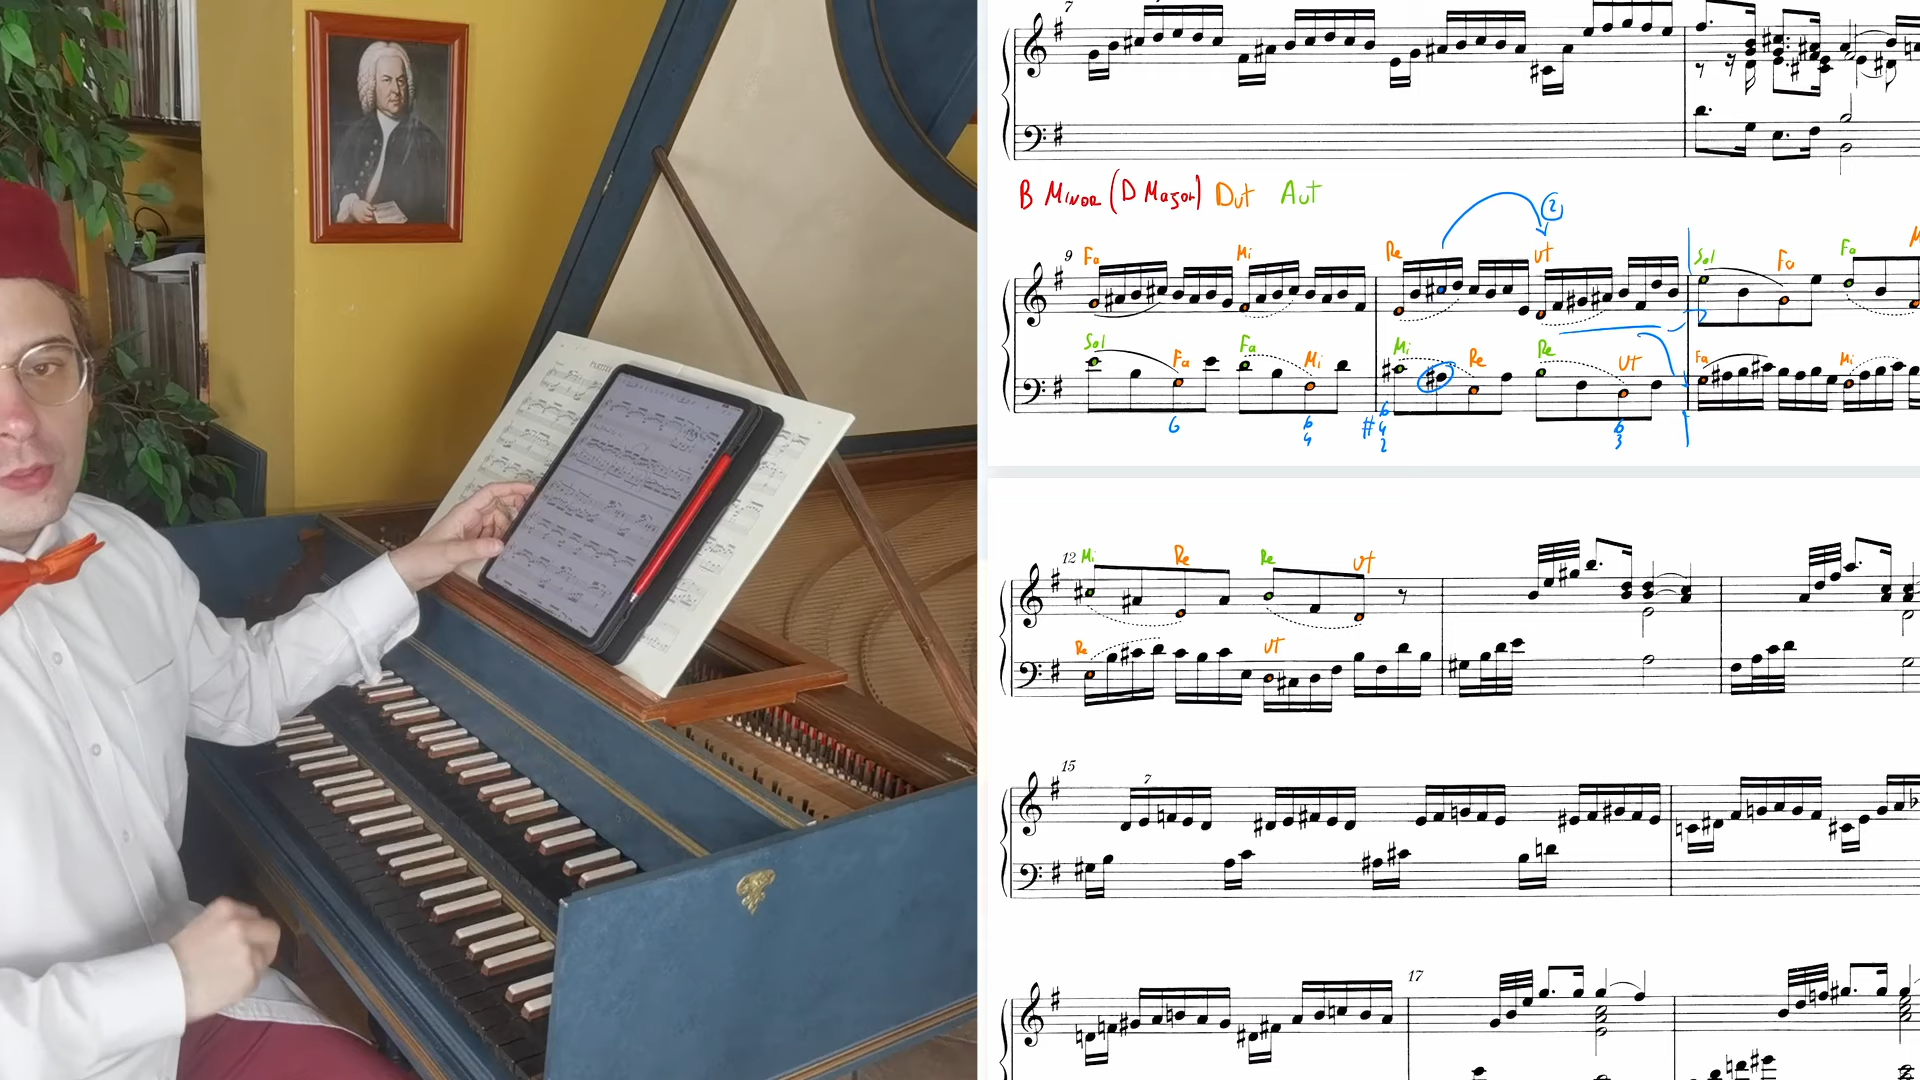 7
B Minor (D Major) Dut Aut
2
9 Fa Mi Re Ut Sol Fa Fa
Sol Fa Fa Mi Mi Re Re Ut Fa Mi
6 6 4 # 6 4 2 6 3
12 Mi Re Re Ut
Re Ut
15 7
17